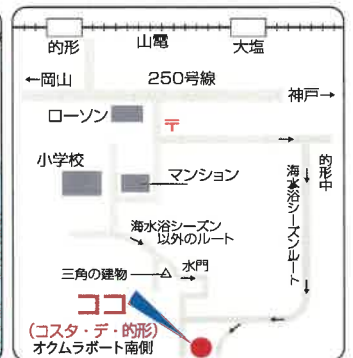 的形
山電
大塩
←岡山
250号線
神戸→
ローソン
〒
小学校
マンション
的形中
海水浴シーズンルート
海水浴シーズン
以外のルート
三角の建物
水門
ココ
(コスタ・デ・的形)
オクムラボート南側